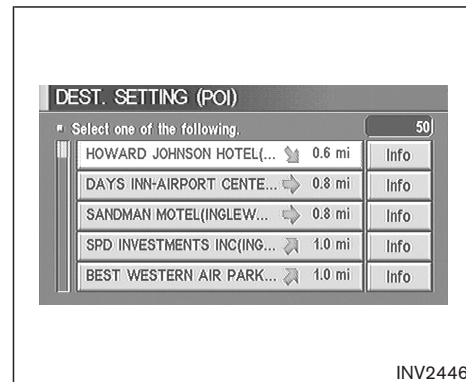 DEST. SETTING (POI)
Select one of the following. 50
HOWARD JOHNSON HOTEL(... 0.6 mi Info
DAYS INN-AIRPORT CENTE... 0.8 mi Info
SANDMAN MOTEL(INGLEW... 0.8 mi Info
SPD INVESTMENTS INC(ING... 1.0 mi Info
BEST WESTERN AIR PARK... 1.0 mi Info
INV2446